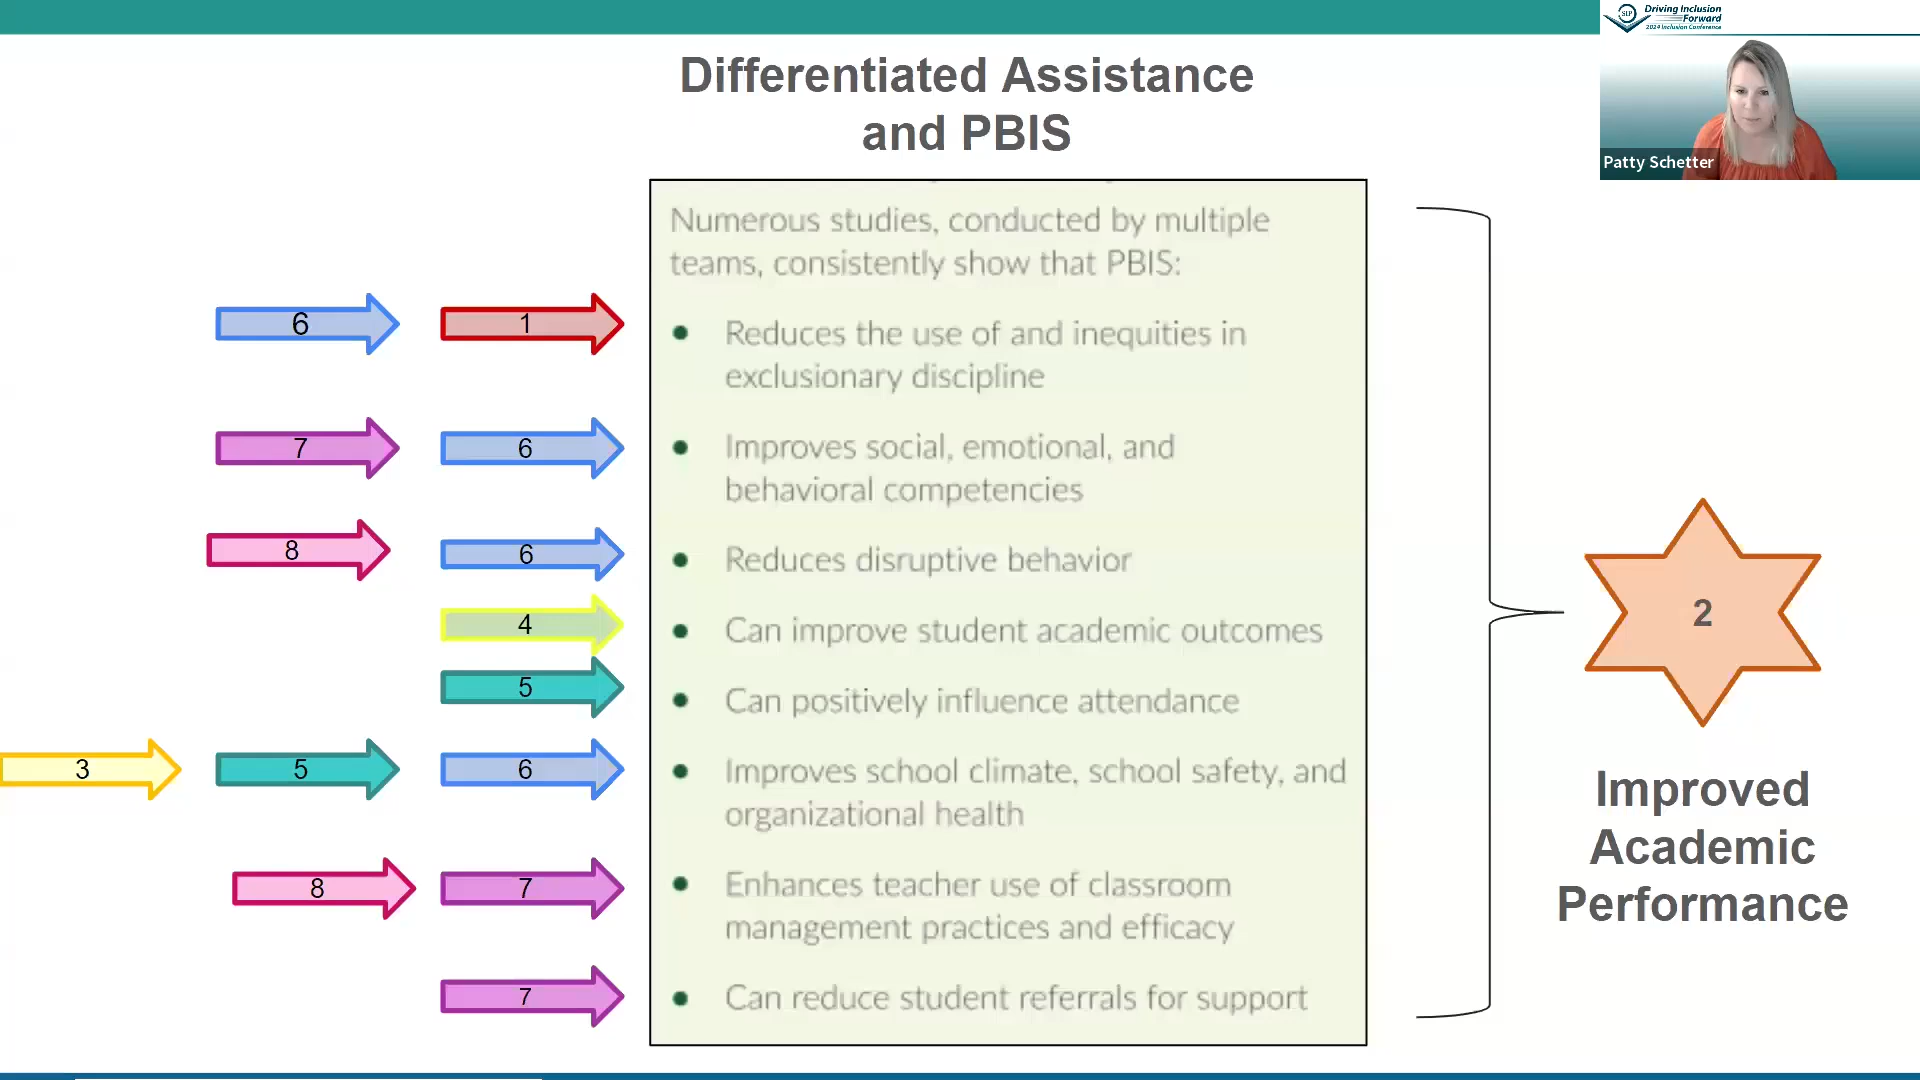 Driving Inclusion
Forward
2024 Inclusion Conference
SIP
Patty Schetter
Differentiated Assistance
and PBIS
Numerous studies, conducted by multiple
teams, consistently show that PBIS:
6
1
Reduces the use of and inequities in
exclusionary discipline
7
6
Improves social, emotional, and
behavioral competencies
8
6
Reduces disruptive behavior
4
Can improve student academic outcomes
5
Can positively influence attendance
3
5
6
Improves school climate, school safety, and
organizational health
8
7
Enhances teacher use of classroom
management practices and efficacy
7
Can reduce student referrals for support
2
Improved
Academic
Performance